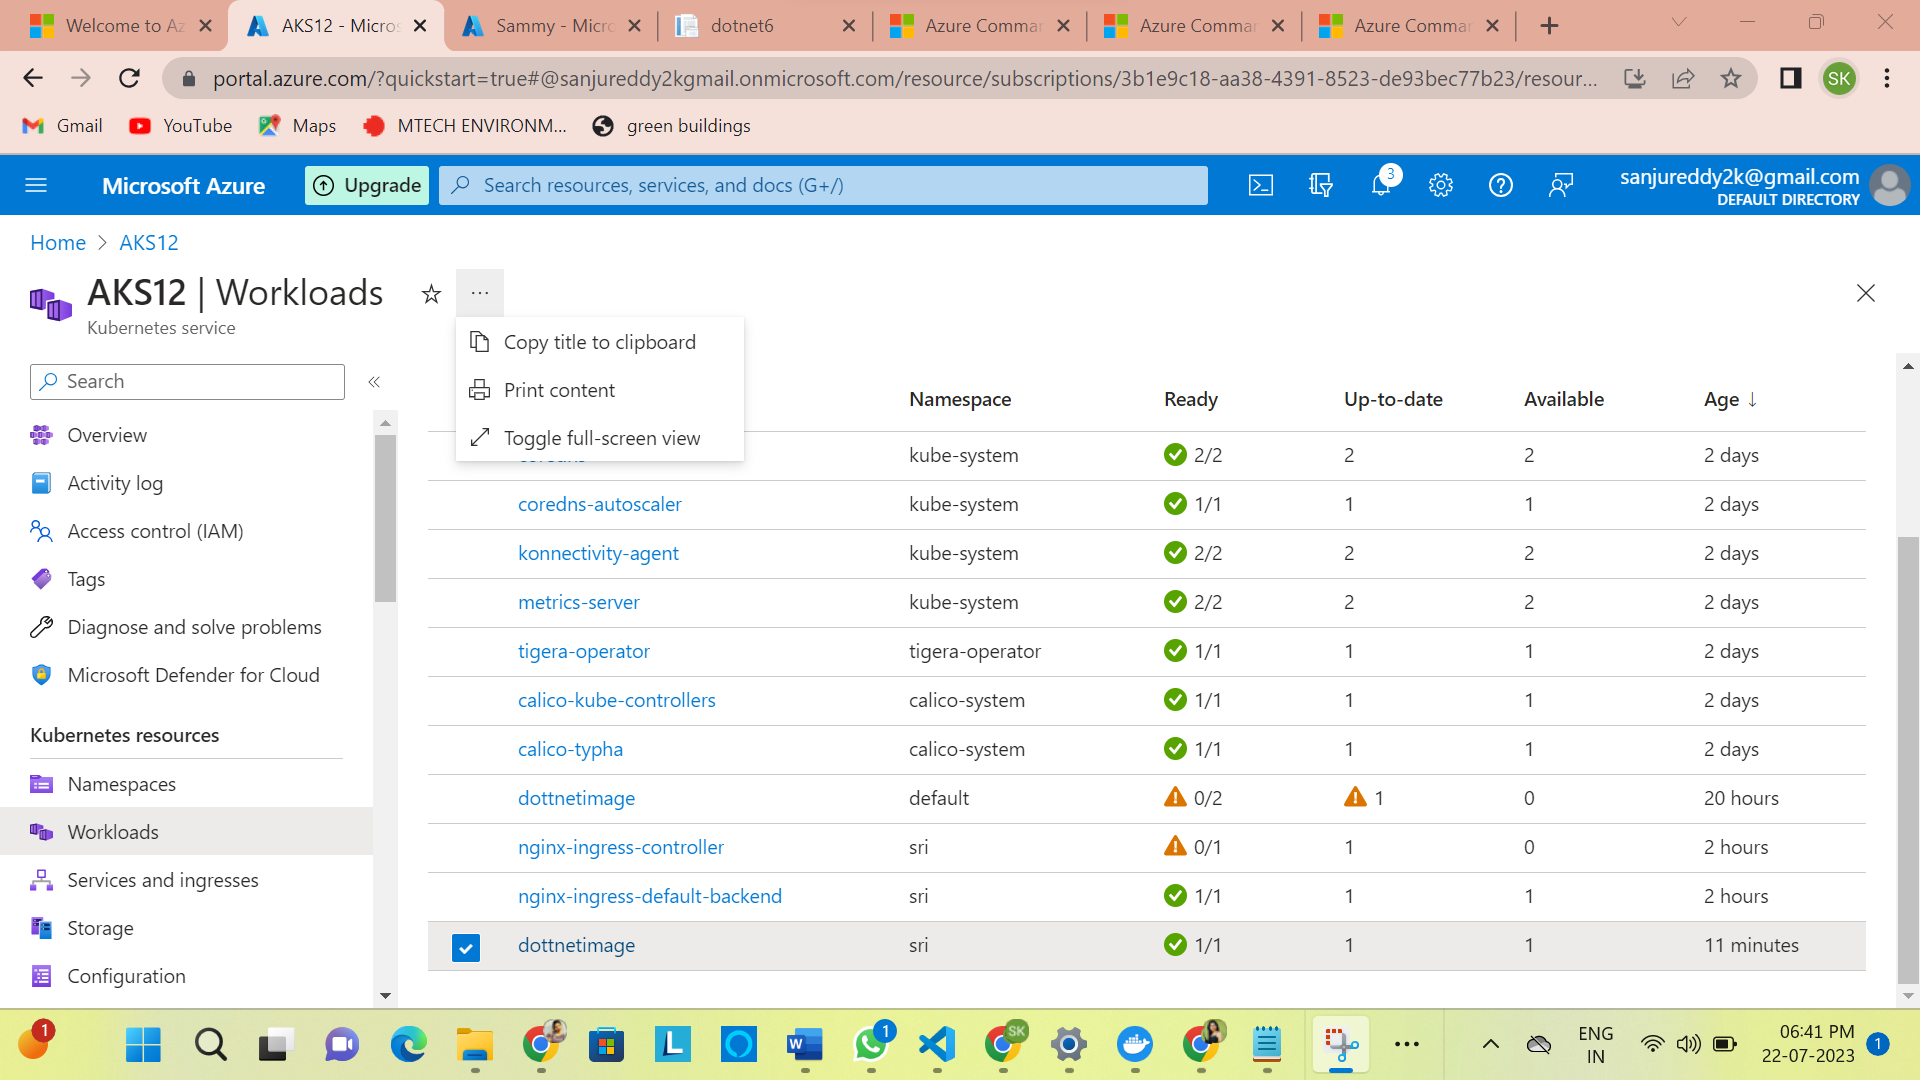 Welcome to Az
AKS12 - Micros
Sammy - Micro
dotnet6
Azure Comman
Azure Comman
Azure Comman
portal.azure.com/?quickstart=true#@sanjureddy2kgmail.onmicrosoft.com/resource/subscriptions/3b1e9c18-aa38-4391-8523-de93bec77b23/resour...
SK
Gmail
YouTube
Maps
MTECH ENVIRONM...
green buildings
Microsoft Azure
Upgrade
Search resources, services, and docs (G+/)
3
sanjureddy2k@gmail.com
DEFAULT DIRECTORY
Home > AKS12
AKS12 | Workloads
Kubernetes service
...
Copy title to clipboard
Print content
Toggle full-screen view
Search
«
Overview
Activity log
Access control (IAM)
Tags
Diagnose and solve problems
Microsoft Defender for Cloud
Kubernetes resources
Namespaces
Workloads
Services and ingresses
Storage
Configuration
Namespace Ready Up-to-date Available Age ↓
kube-system 2/2 2 2 2 days
coredns-autoscaler kube-system 1/1 1 1 2 days
konnectivity-agent kube-system 2/2 2 2 2 days
metrics-server kube-system 2/2 2 2 2 days
tigera-operator tigera-operator 1/1 1 1 2 days
calico-kube-controllers calico-system 1/1 1 1 2 days
calico-typha calico-system 1/1 1 1 2 days
dottnetimage default 0/2 1 0 20 hours
nginx-ingress-controller sri 0/1 1 0 2 hours
nginx-ingress-default-backend sri 1/1 1 1 2 hours
dottnetimage sri 1/1 1 1 11 minutes
1
L
W
1
SK
ENG
IN
06:41 PM
22-07-2023
1